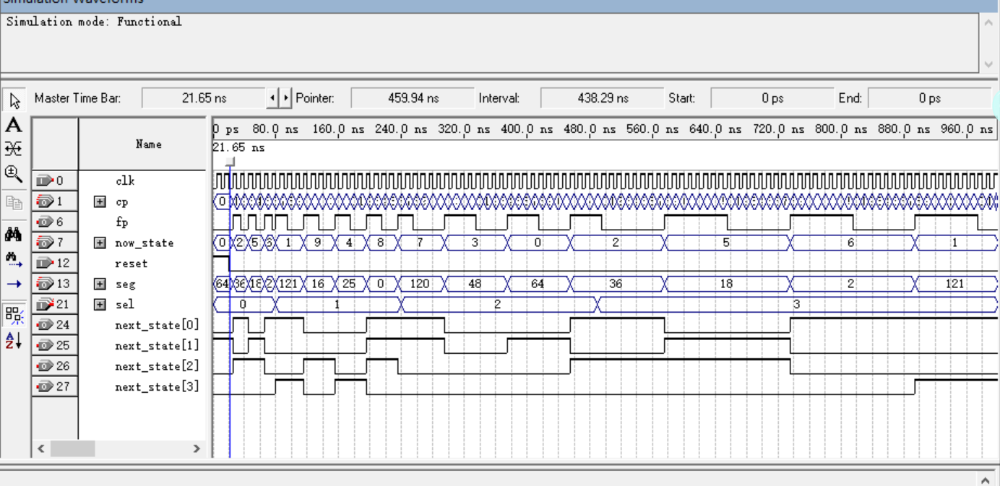 Simulation Waveforms
Simulation mode: Functional
Master Time Bar: 21.65 ns Pointer: 459.94 ns Interval: 438.29 ns Start: 0 ps End: 0 ps
Name
0 ps 80.0 ns 160.0 ns 240.0 ns 320.0 ns 400.0 ns 480.0 ns 560.0 ns 640.0 ns 720.0 ns 800.0 ns 880.0 ns 960.0 ns
21.65 ns
0 clk
1 cp 0
6 fp
7 now_state 0 2 5 6 1 9 4 8 7 3 0 2 5 6 1
12 reset
13 seg 64 36 18 2 121 16 25 0 120 48 64 36 18 2 121
21 sel 0 1 2 3
24 next_state[0]
25 next_state[1]
26 next_state[2]
27 next_state[3]